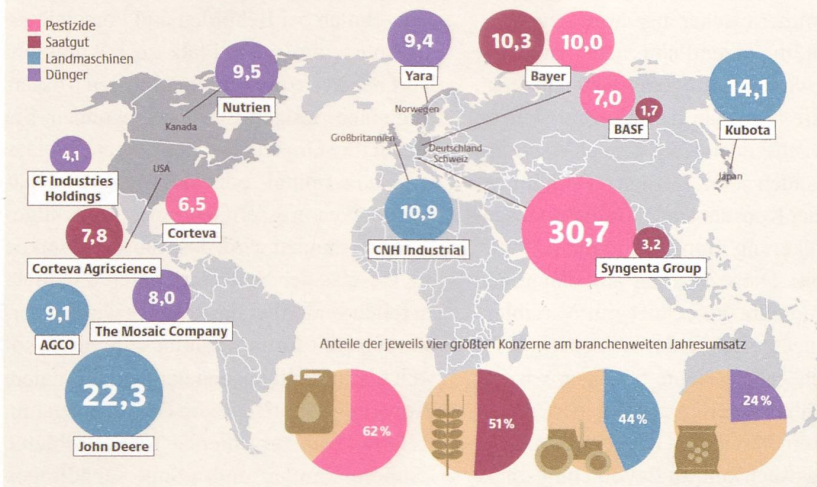 Pestizide
Saatgut
Landmaschinen
Dünger
9,5
Nutrien
Kanada
9,4
Yara
Norwegen
10,3
10,0
Bayer
7,0
1,7
BASF
14,1
Kubota
Japan
Großbritannien
Deutschland
Schweiz
4,1
CF Industries
Holdings
USA
6,5
Corteva
7,8
Corteva Agriscience
10,9
CNH Industrial
30,7
3,2
Syngenta Group
8,0
The Mosaic Company
9,1
AGCO
22,3
John Deere
Anteile der jeweils vier größten Konzerne am branchenweiten Jahresumsatz
62 %
51 %
44 %
24 %